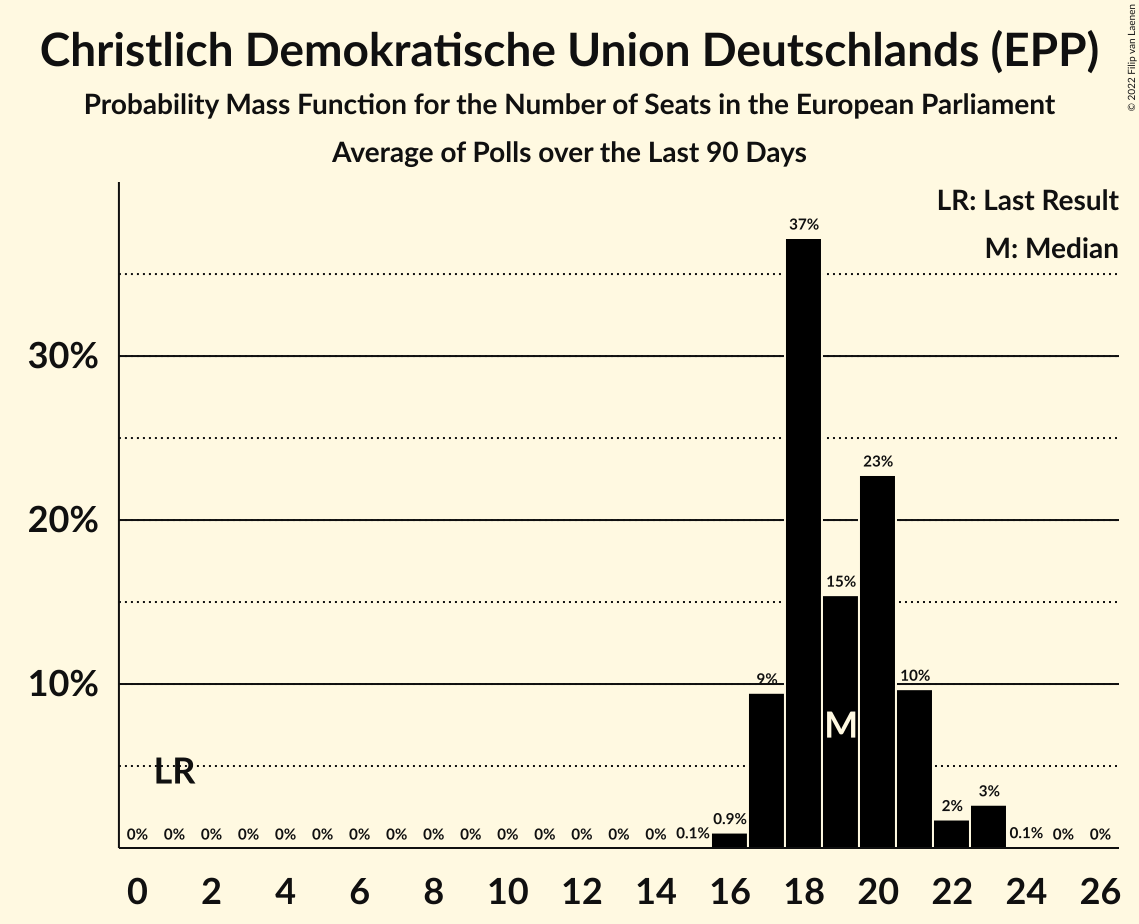 Christlich Demokratische Union Deutschlands (EPP)
Probability Mass Function for the Number of Seats in the European Parliament
Average of Polls over the Last 90 Days
© 2022 Filip van Laenen
LR: Last Result
M: Median
37%
30%
23%
20%
15%
10%
9%
10%
M
LR
0% 0% 0% 0% 0% 0% 0% 0% 0% 0% 0% 0% 0% 0% 0% 0.1% 0.9% 2% 3% 0.1% 0% 0%
0 2 4 6 8 10 12 14 16 18 20 22 24 26